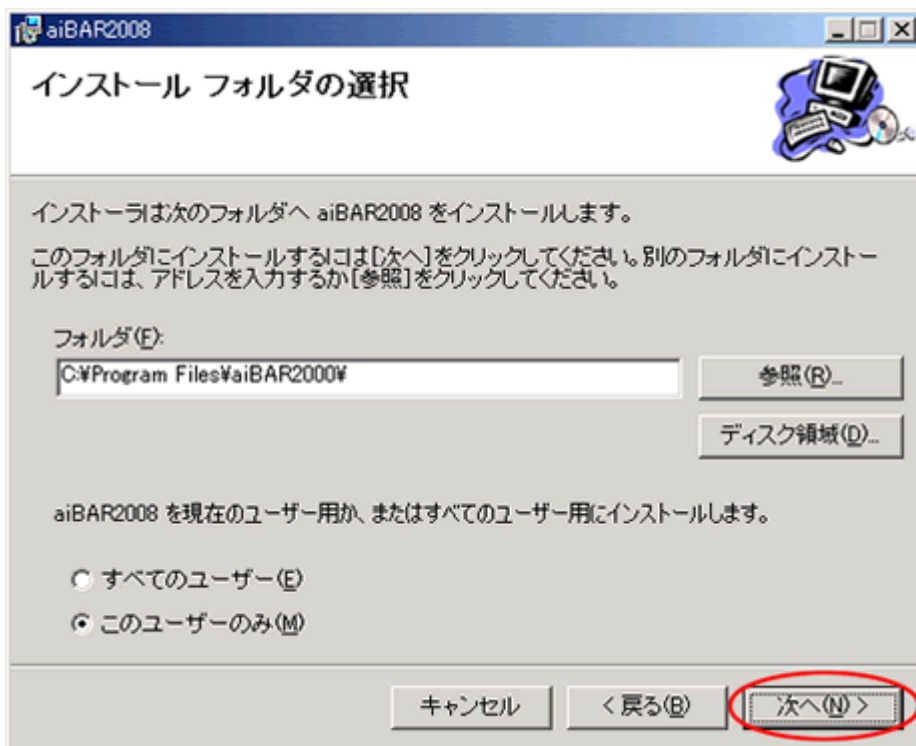 aiBAR2008
インストール フォルダの選択
インストーラは次のフォルダへ aiBAR2008 をインストールします。
このフォルダにインストールするには[次へ]をクリックしてください。別のフォルダにインストー
ルするには、アドレスを入力するか[参照]をクリックしてください。
フォルダ(F):
C:¥Program Files¥aiBAR2000¥
参照(R)...
ディスク領域(D)...
aiBAR2008 を現在のユーザー用か、またはすべてのユーザー用にインストールします。
すべてのユーザー(E)
このユーザーのみ(M)
キャンセル
< 戻る(B)
次へ(N) >